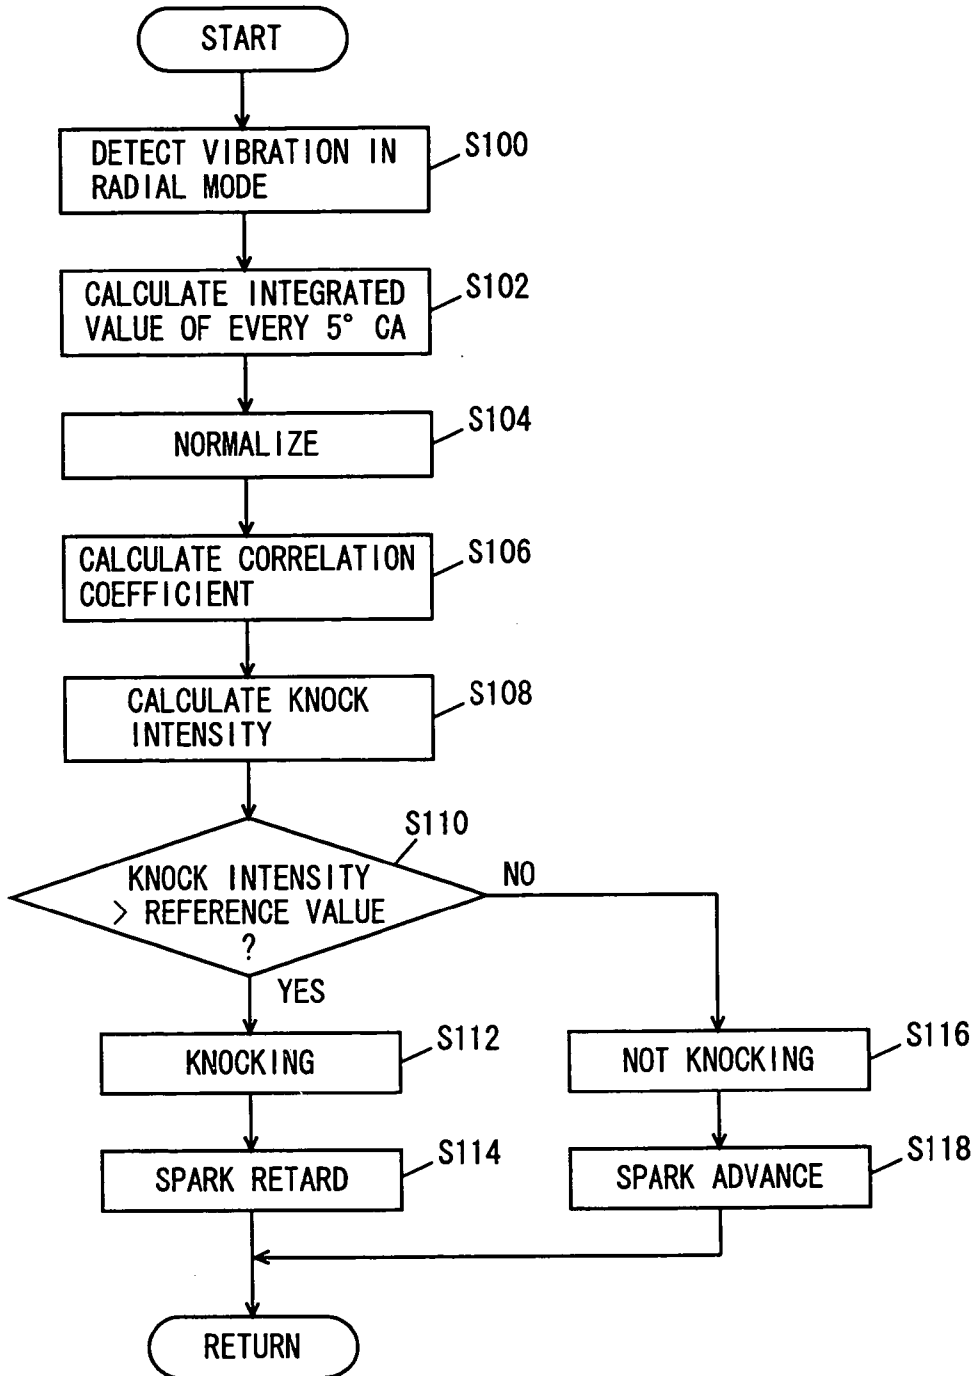 START
DETECT VIBRATION IN
RADIAL MODE
S100
CALCULATE INTEGRATED
VALUE OF EVERY 5° CA
S102
NORMALIZE
S104
CALCULATE CORRELATION
COEFFICIENT
S106
CALCULATE KNOCK
INTENSITY
S108
S110
KNOCK INTENSITY
> REFERENCE VALUE
?
NO
YES
KNOCKING
S112
NOT KNOCKING
S116
SPARK RETARD
S114
SPARK ADVANCE
S118
RETURN